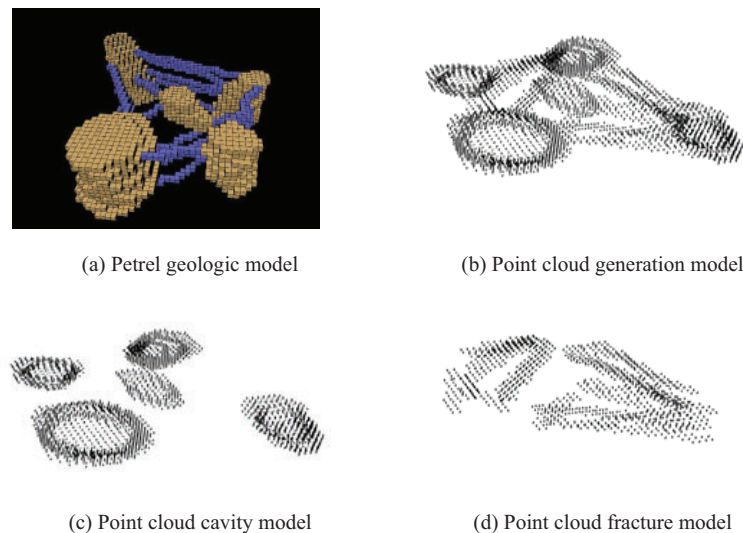 (a) Petrel geologic model
(b) Point cloud generation model
(c) Point cloud cavity model
(d) Point cloud fracture model